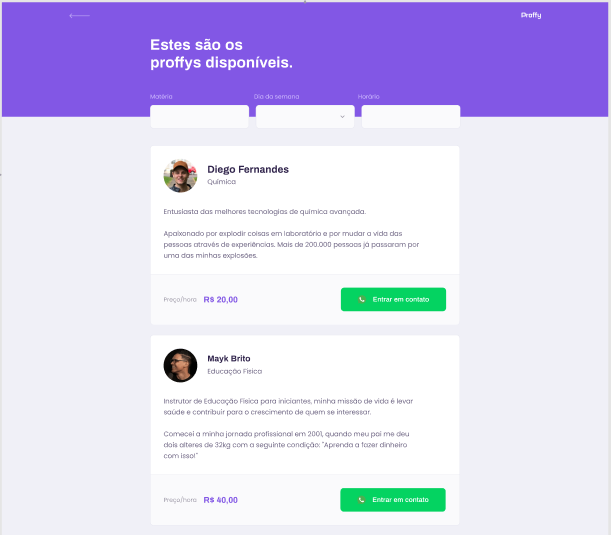 Proffy
Estes são os
proffys disponíveis.
Matéria
Dia da semana
Horário
Diego Fernandes
Química
Entusiasta das melhores tecnologias de química avançada.
Apaixonado por explodir coisas em laboratório e por mudar a vida das
pessoas através de experiências. Mais de 200.000 pessoas já passaram por
uma das minhas explosões.
Preço/hora
R$ 20,00
Entrar em contato
Mayk Brito
Educação Física
Instrutor de Educação Física para iniciantes, minha missão de vida é levar
saúde e contribuir para o crescimento de quem se interessar.
Comecei a minha jornada profissional em 2001, quando meu pai me deu
dois alteres de 32kg com a seguinte condição: "Aprenda a fazer dinheiro
com isso!"
Preço/hora
R$ 40,00
Entrar em contato